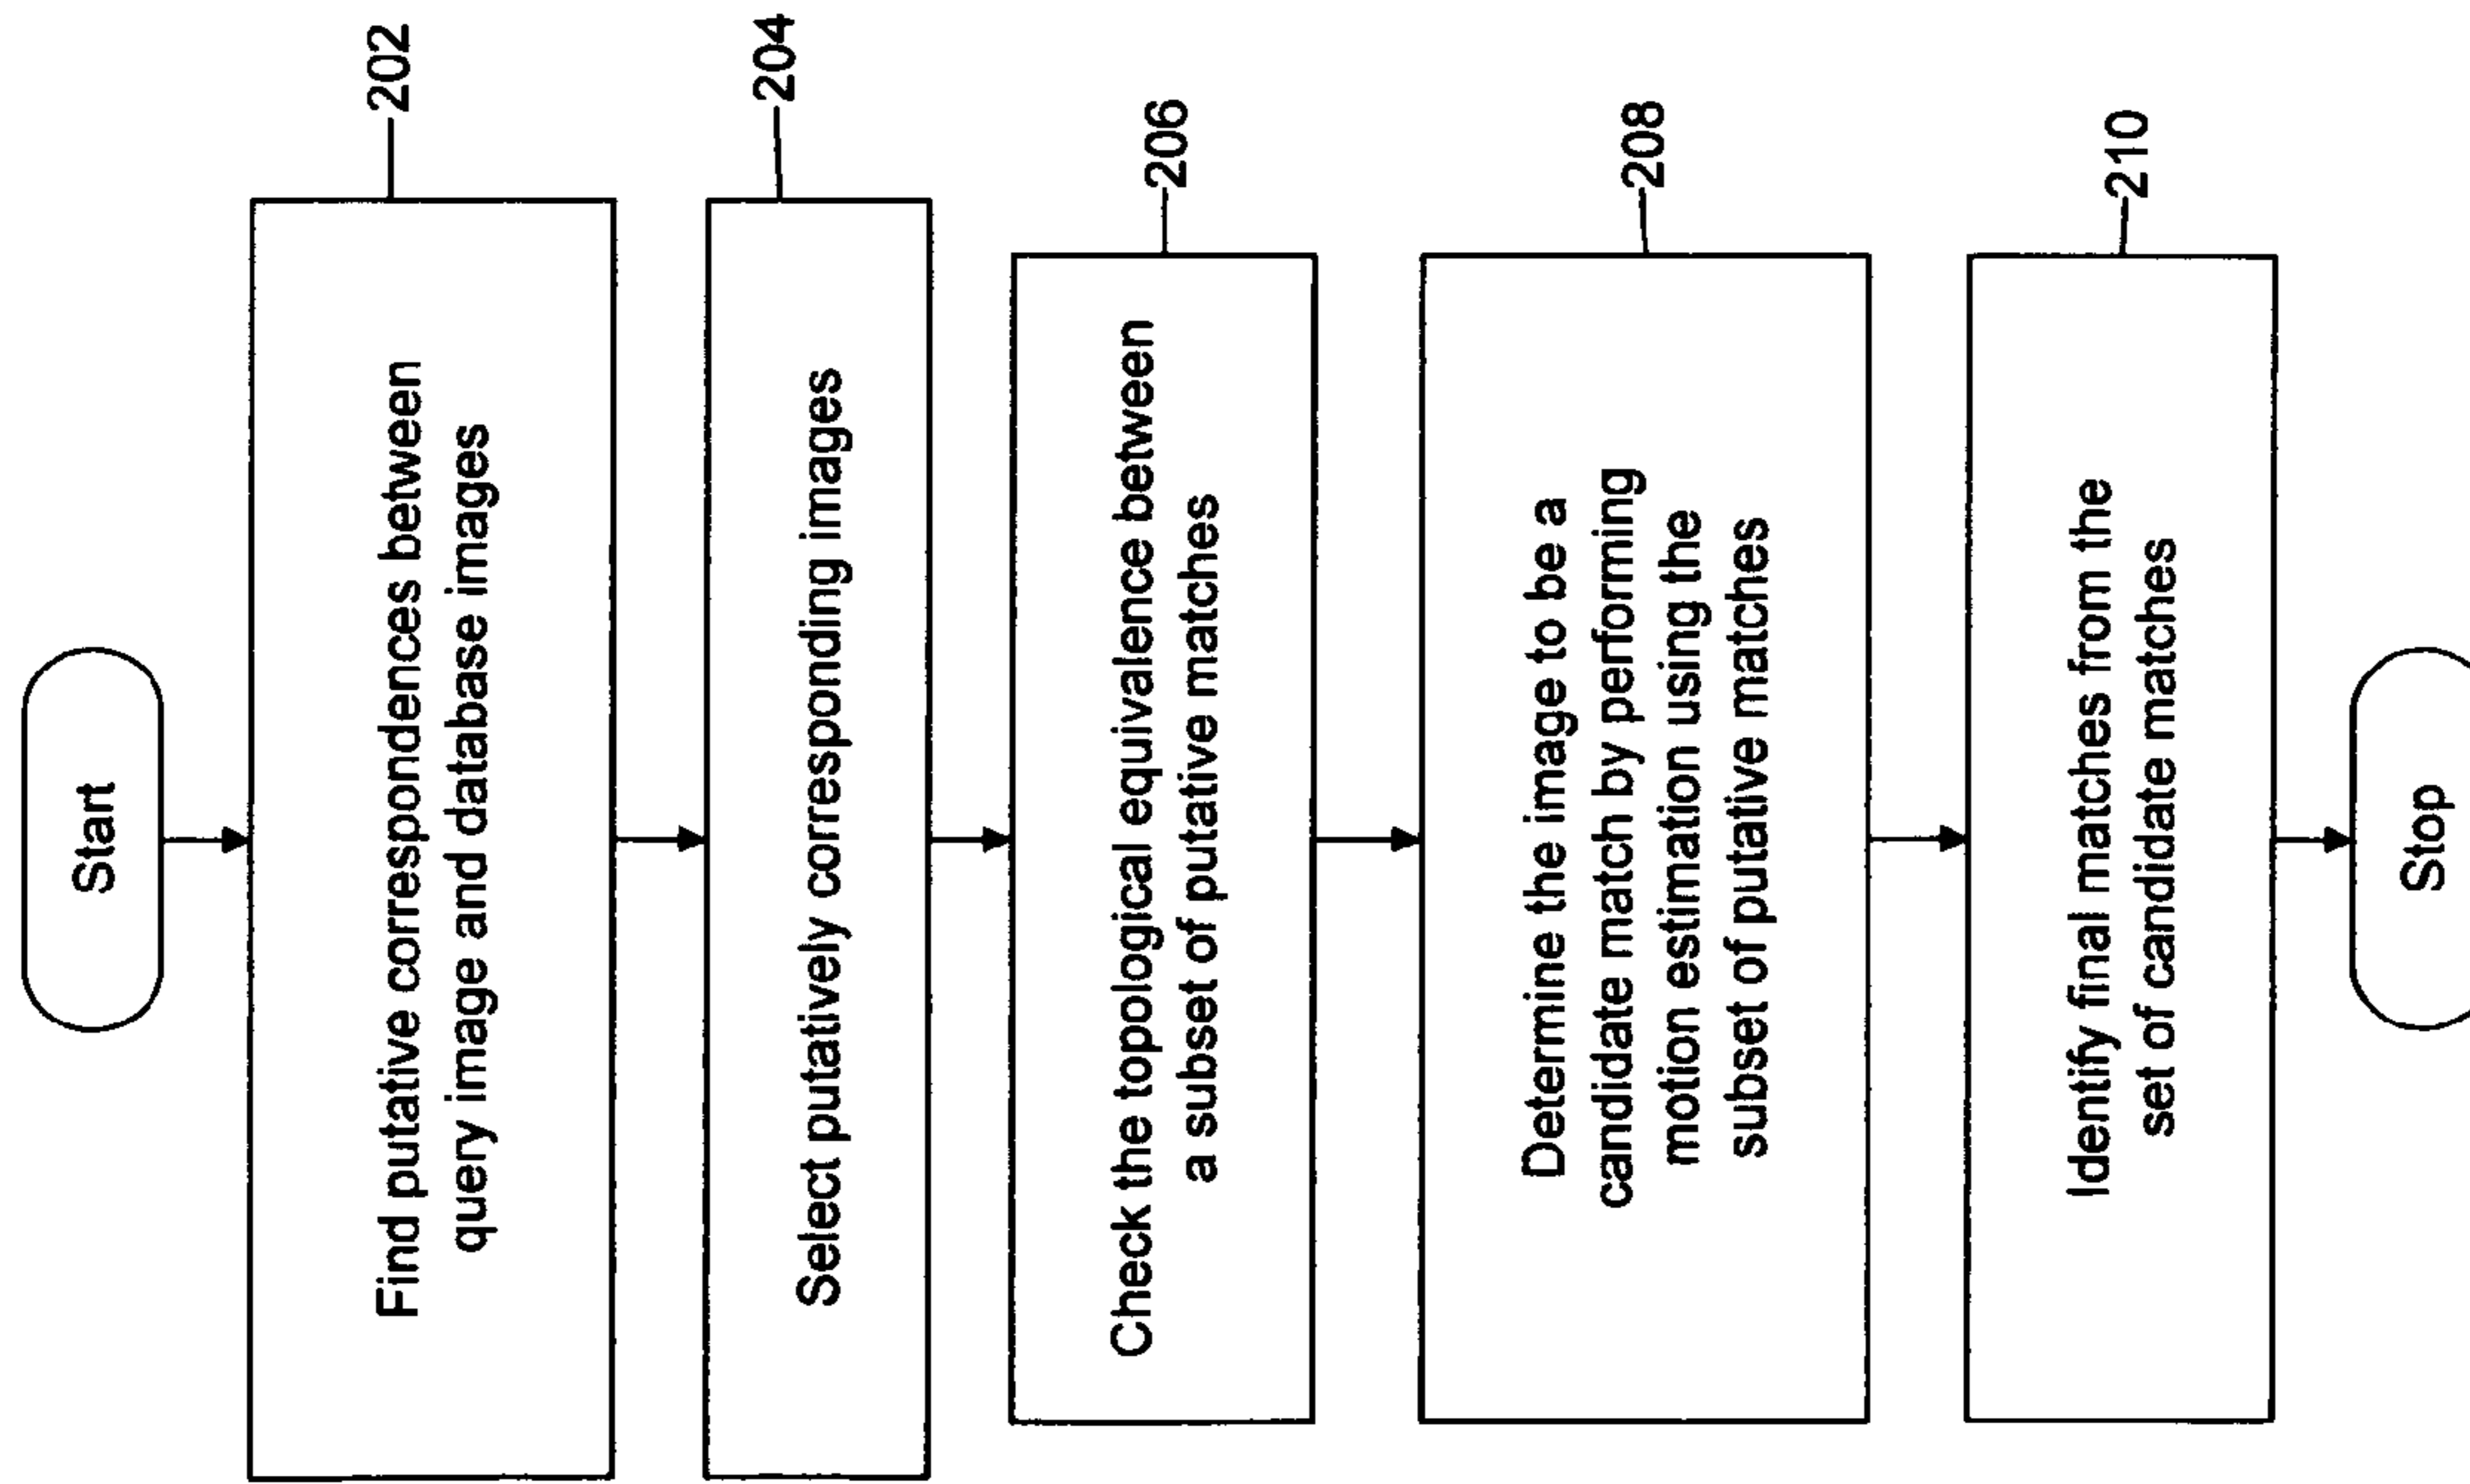 Start
Find putative correspondences between
query image and database images
202
Select putatively corresponding images
204
Check the topological equivalence between
a subset of putative matches
206
Determine the image to be a
candidate match by performing
motion estimation using the
subset of putative matches
208
Identify final matches from the
set of candidate matches
210
Stop